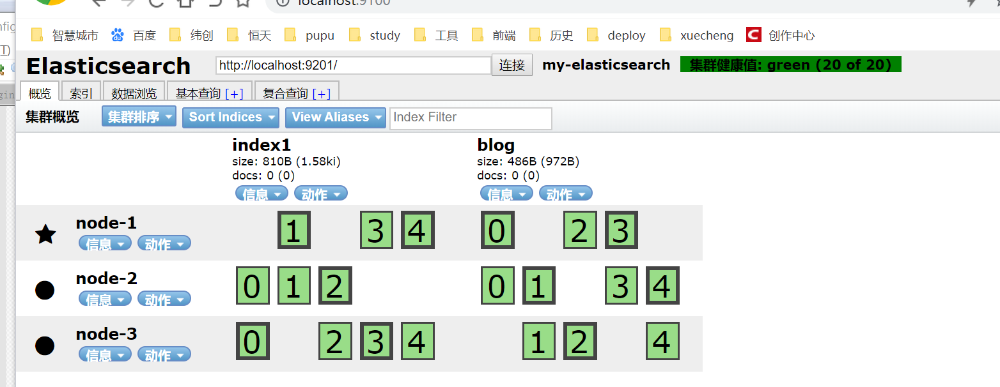 localhost:9100
智慧城市 百度 纬创 恒天 pupu study 工具 前端 历史 deploy xuecheng 创作中心
Elasticsearch http://localhost:9201/ 连接 my-elasticsearch 集群健康值: green (20 of 20)
概览 索引 数据浏览 基本查询 [+] 复合查询 [+]
集群概览 集群排序 Sort Indices View Aliases Index Filter
index1 blog
size: 810B (1.58ki) size: 486B (972B)
docs: 0 (0) docs: 0 (0)
信息 动作 信息 动作
node-1 1 3 4 0 2 3
信息 动作
node-2 0 1 2 0 1 3 4
信息 动作
node-3 0 2 3 4 1 2 4
信息 动作